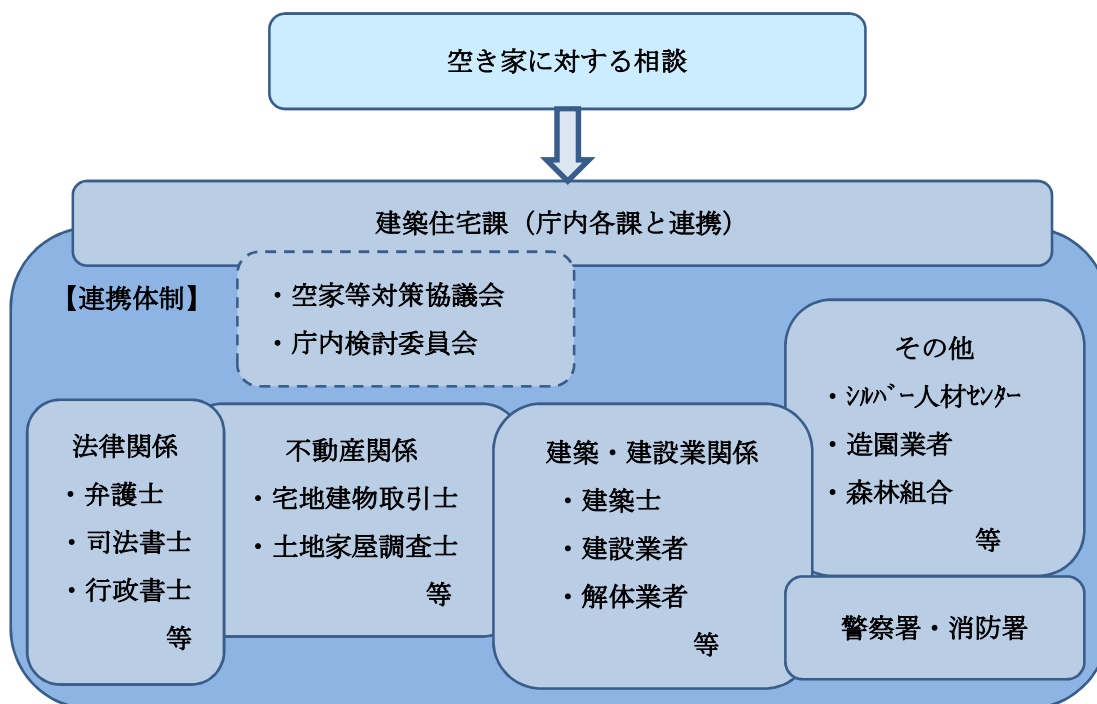 空き家に対する相談
建築住宅課（庁内各課と連携）
【連携体制】
・空家等対策協議会
・庁内検討委員会
法律関係
・弁護士
・司法書士
・行政書士
等
不動産関係
・宅地建物取引士
・土地家屋調査士
等
建築・建設業関係
・建築士
・建設業者
・解体業者
等
その他
・ｼﾙﾊﾞｰ人材ｾﾝﾀｰ
・造園業者
・森林組合
等
警察署・消防署